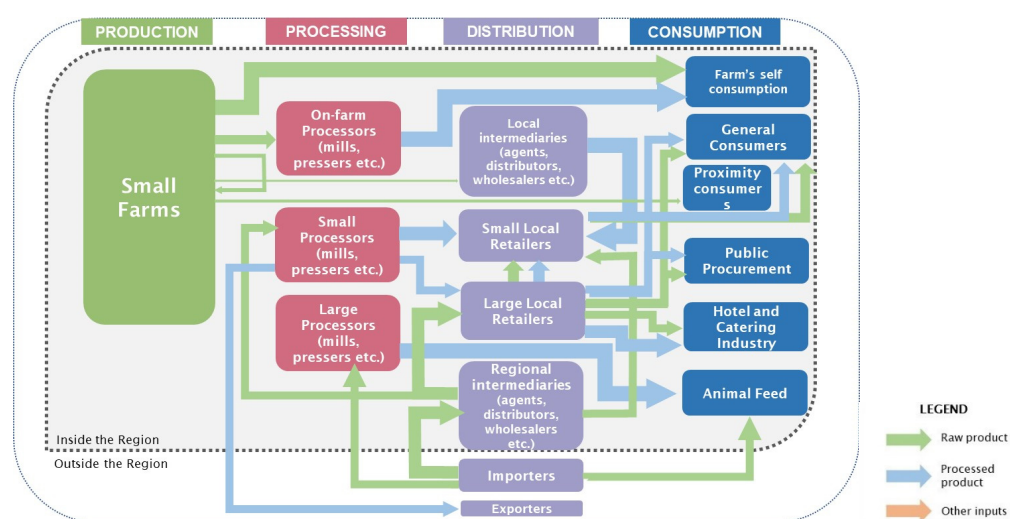 PRODUCTION
PROCESSING
DISTRIBUTION
CONSUMPTION
Small
Farms
On-farm
Processors
(mills,
pressers etc.)
Small
Processors
(mills,
pressers etc.)
Large
Processors
(mills,
pressers etc.)
Local
intermediaries
(agents,
distributors,
wholesalers etc.)
Small Local
Retailers
Large Local
Retailers
Regional
intermediaries
(agents,
distributors,
wholesalers
etc.)
Importers
Exporters
Farm's self
consumption
General
Consumers
Proximity
consumer
s
Public
Procurement
Hotel and
Catering
Industry
Animal Feed
Inside the Region
Outside the Region
LEGEND
Raw product
Processed
product
Other inputs